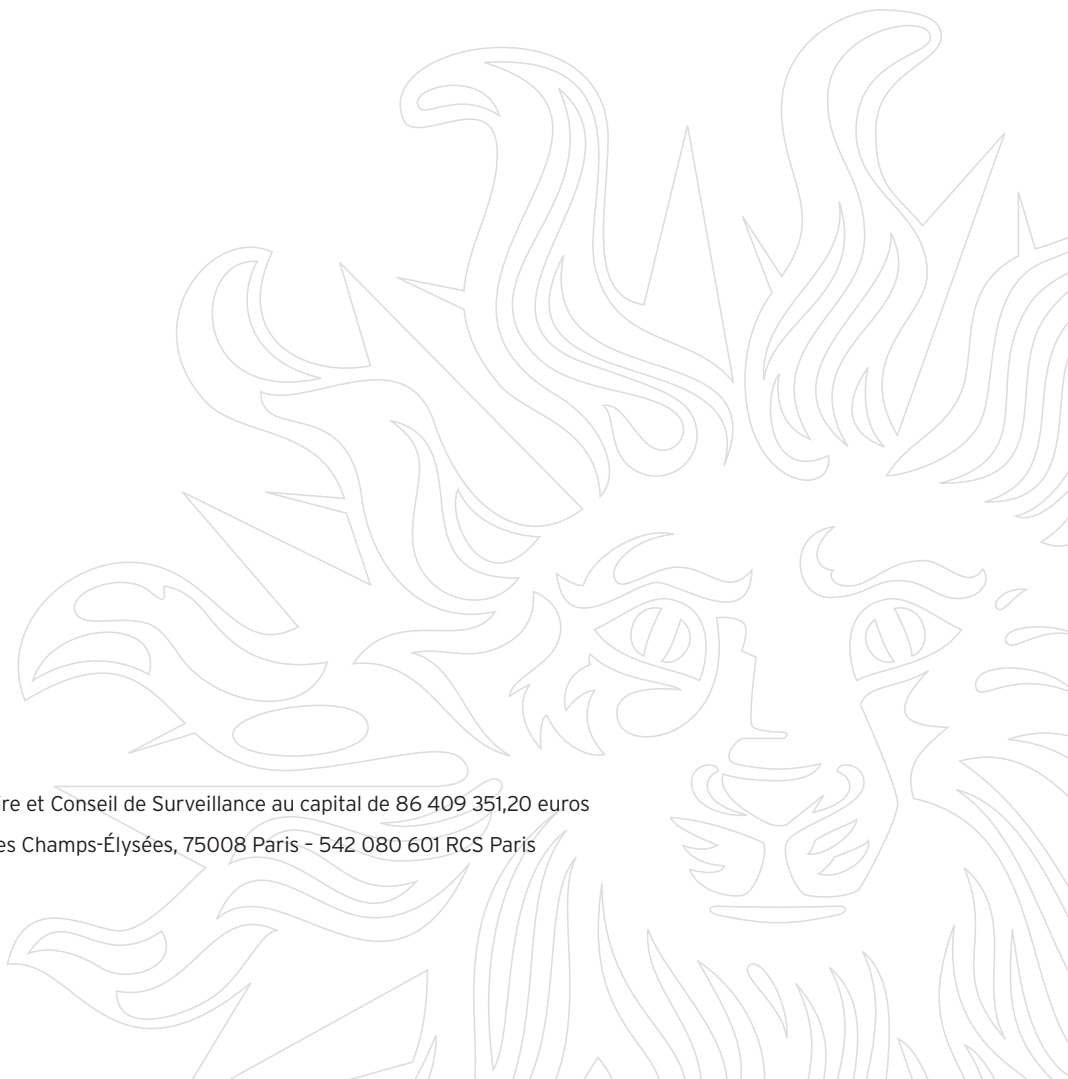 ire et Conseil de Surveillance au capital de 86 409 351,20 euros
es Champs-Élysées, 75008 Paris – 542 080 601 RCS Paris